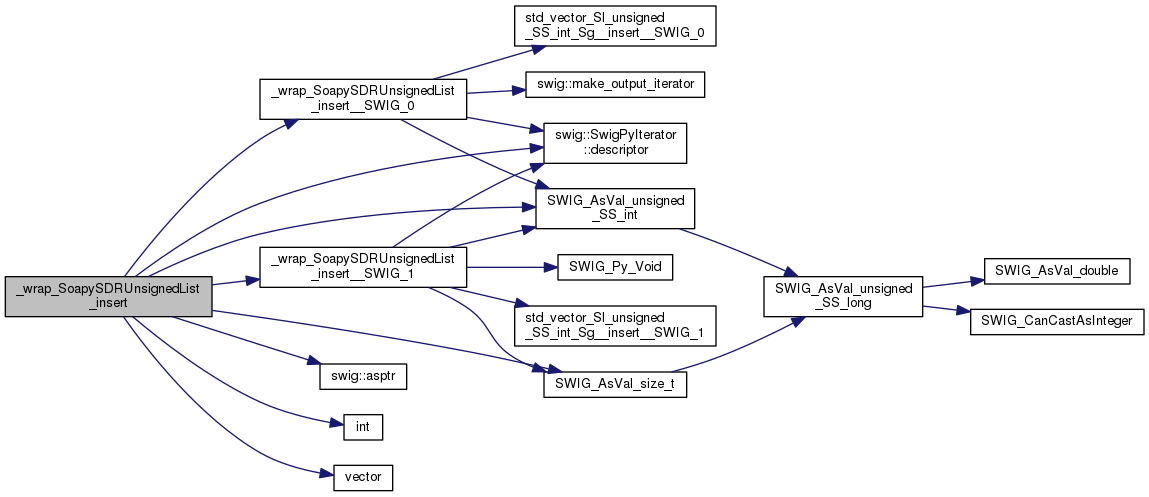 std_vector_Sl_unsigned
_SS_int_Sg__insert__SWIG_0
_wrap_SoapySDRUnsignedList
_insert__SWIG_0
swig::make_output_iterator
swig::SwigPyIterator
::descriptor
SWIG_AsVal_unsigned
_SS_int
_wrap_SoapySDRUnsignedList
_insert__SWIG_1
SWIG_Py_Void
_wrap_SoapySDRUnsignedList
_insert
SWIG_AsVal_unsigned
_SS_long
SWIG_AsVal_double
SWIG_CanCastAsInteger
std_vector_Sl_unsigned
_SS_int_Sg__insert__SWIG_1
swig::asptr
SWIG_AsVal_size_t
int
vector